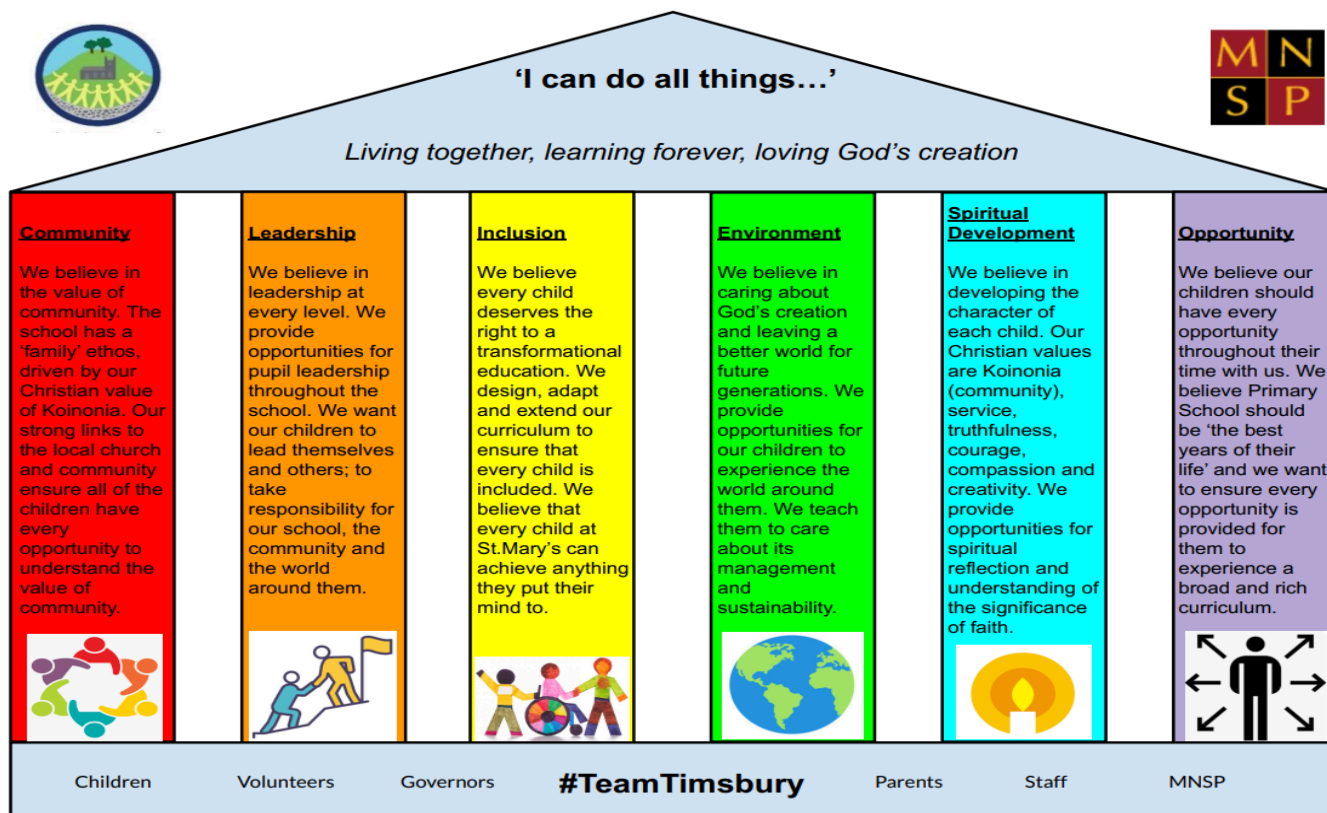 M N
S P
‘I can do all things…’
Living together, learning forever, loving God’s creation
Community
We believe in
the value of
community. The
school has a
‘family’ ethos,
driven by our
Christian value
of Koinonia. Our
strong links to
the local church
and community
ensure all of the
children have
every
opportunity to
understand the
value of
community.
Leadership
We believe in
leadership at
every level. We
provide
opportunities for
pupil leadership
throughout the
school. We want
our children to
lead themselves
and others; to
take
responsibility for
our school, the
community and
the world
around them.
Inclusion
We believe
every child
deserves the
right to a
transformational
education. We
design, adapt
and extend our
curriculum to
ensure that
every child is
included. We
believe that
every child at
St.Mary’s can
achieve anything
they put their
mind to.
Environment
We believe in
caring about
God’s creation
and leaving a
better world for
future
generations. We
provide
opportunities for
our children to
experience the
world around
them. We teach
them to care
about its
management
and
sustainability.
Spiritual
Development
We believe in
developing the
character of
each child. Our
Christian values
are Koinonia
(community),
service,
truthfulness,
courage,
compassion and
creativity. We
provide
opportunities for
spiritual
reflection and
understanding of
the significance
of faith.
Opportunity
We believe our
children should
have every
opportunity
throughout their
time with us. We
believe Primary
School should
be ‘the best
years of their
life’ and we want
to ensure every
opportunity is
provided for
them to
experience a
broad and rich
curriculum.
Children Volunteers Governors #TeamTimsbury Parents Staff MNSP